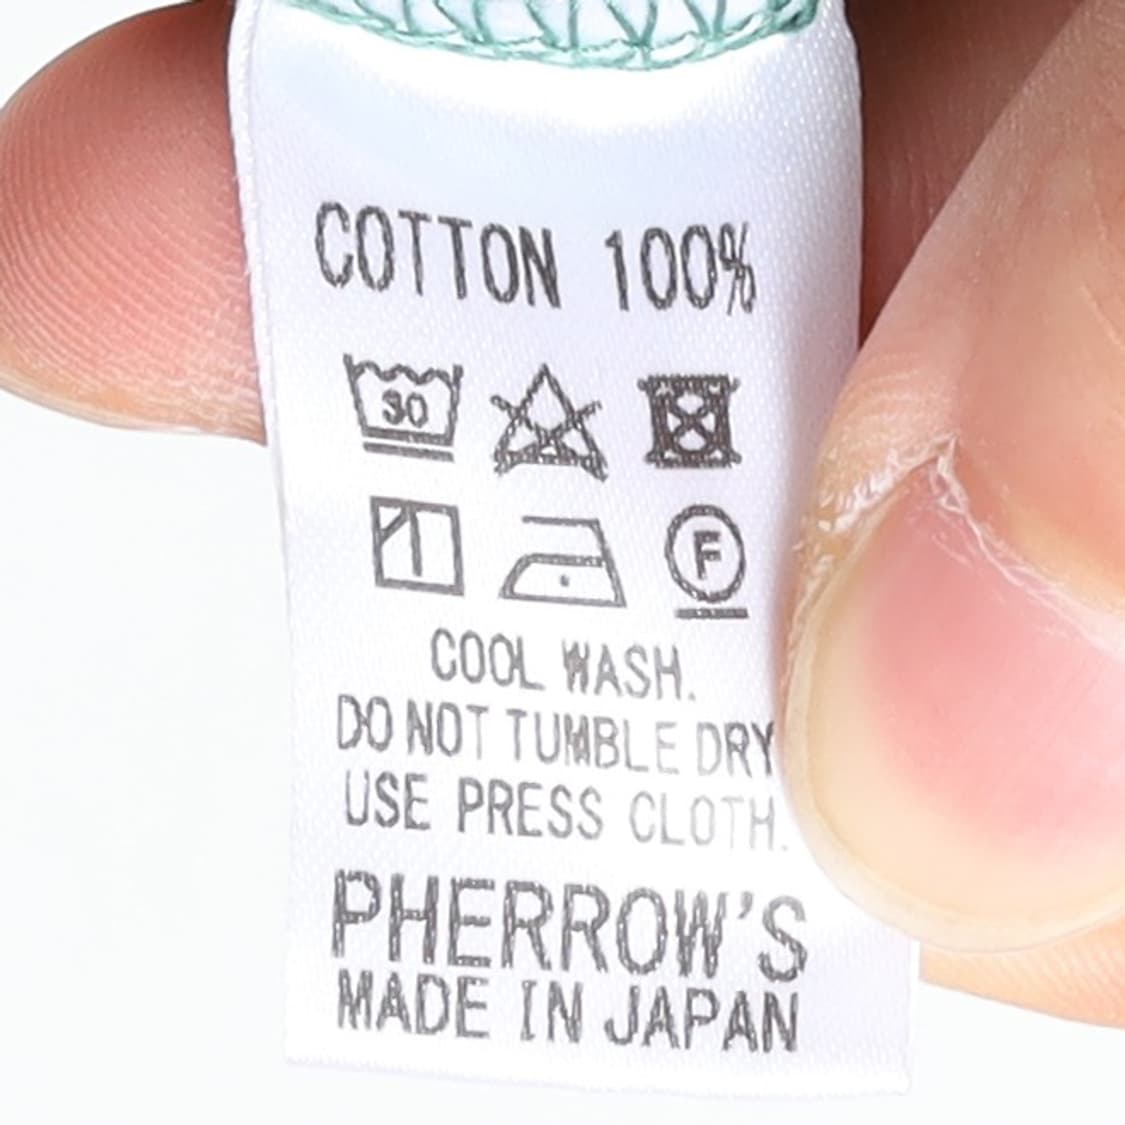 COTTON 100%
30
F
COOL WASH.
DO NOT TUMBLE DRY
USE PRESS CLOTH.
PHERROW'S
MADE IN JAPAN